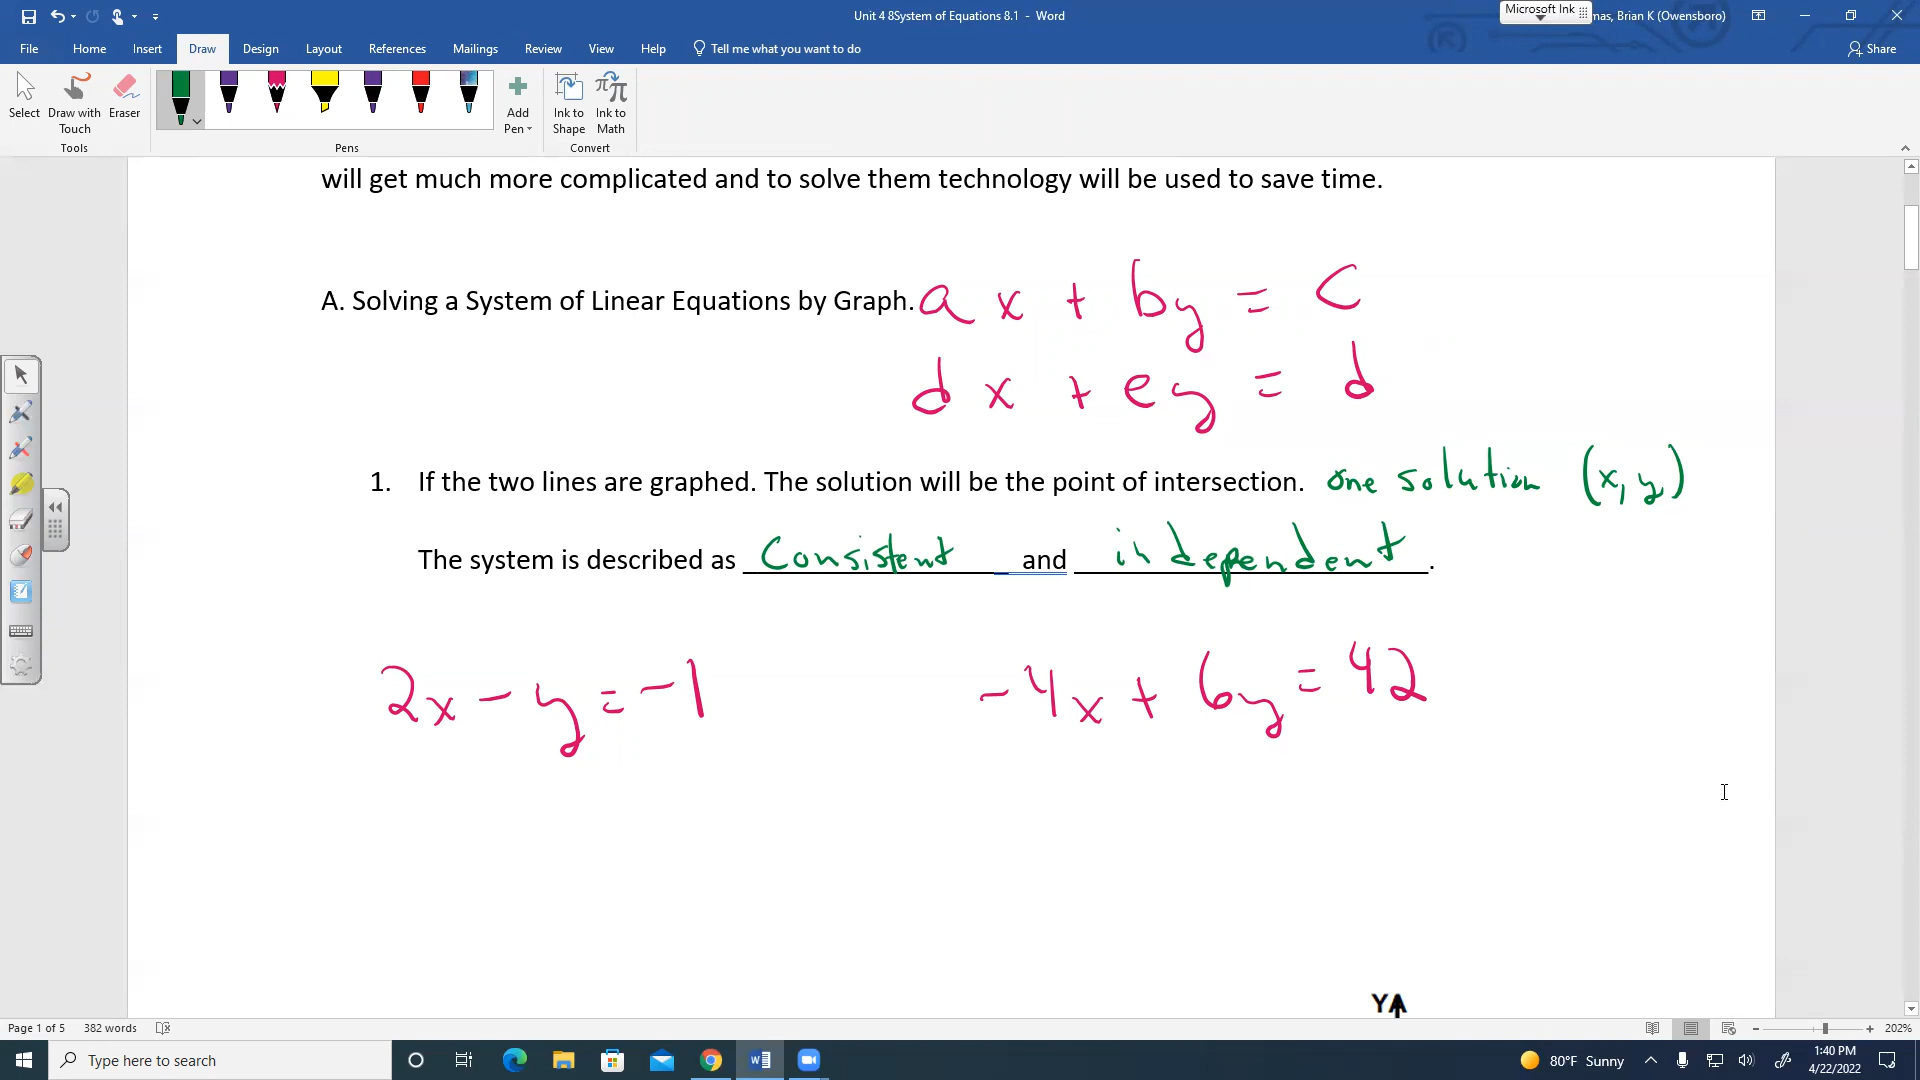 Unit 4 8System of Equations 8.1 - Word
Microsoft Ink
mas, Brian K (Owensboro)
File Home Insert Draw Design Layout References Mailings Review View Help Tell me what you want to do
Share
Select Draw with Touch Eraser Add Pen Ink to Shape Ink to Math
Tools Pens Convert
will get much more complicated and to solve them technology will be used to save time.
A. Solving a System of Linear Equations by Graph. ax + by = c
dx + ey = d
1. If the two lines are graphed. The solution will be the point of intersection. one solution (x, y)
The system is described as Consistent and independent.
2x - y = -1 -4x + 6y = 42
Y
Page 1 of 5 382 words
202%
Type here to search
80°F Sunny
1:40 PM
4/22/2022